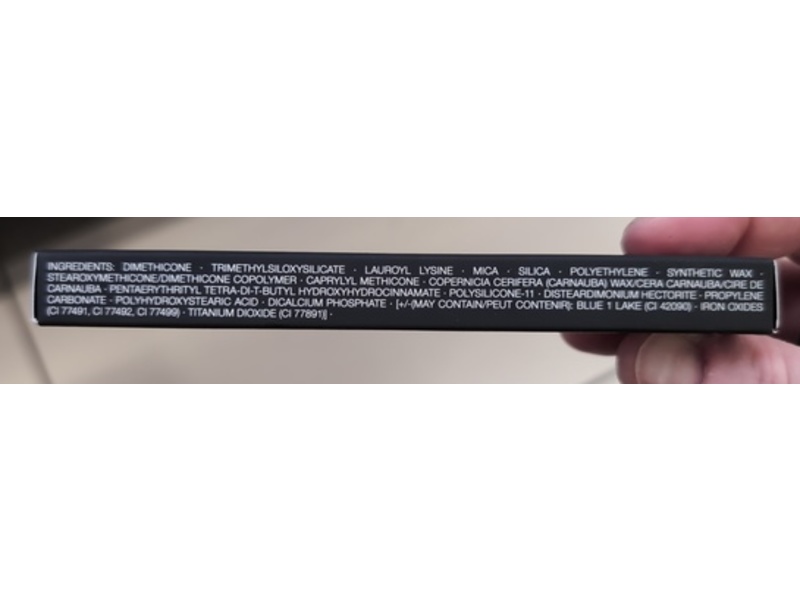 INGREDIENTS: DIMETHICONE · TRIMETHYLSILOXYSILICATE · LAUROYL LYSINE · MICA · SILICA · POLYETHYLENE · SYNTHETIC WAX ·
STEAROXYMETHICONE/DIMETHICONE COPOLYMER · CAPRYLYL METHICONE · COPERNICIA CERIFERA (CARNAUBA) WAX/CERA CARNAUBA/CIRE DE
CARNAUBA · PENTAERYTHRITYL TETRA-DI-T-BUTYL HYDROXYHYDROCINNAMATE · POLYSILICONE-11 · DISTEARDIMONIUM HECTORITE · PROPYLENE
CARBONATE · POLYHYDROXYSTEARIC ACID · DICALCIUM PHOSPHATE · [+/-(MAY CONTAIN/PEUT CONTENIR): BLUE 1 LAKE (CI 42090) · IRON OXIDES
(CI 77491, CI 77492, CI 77499) · TITANIUM DIOXIDE (CI 77891)] ·